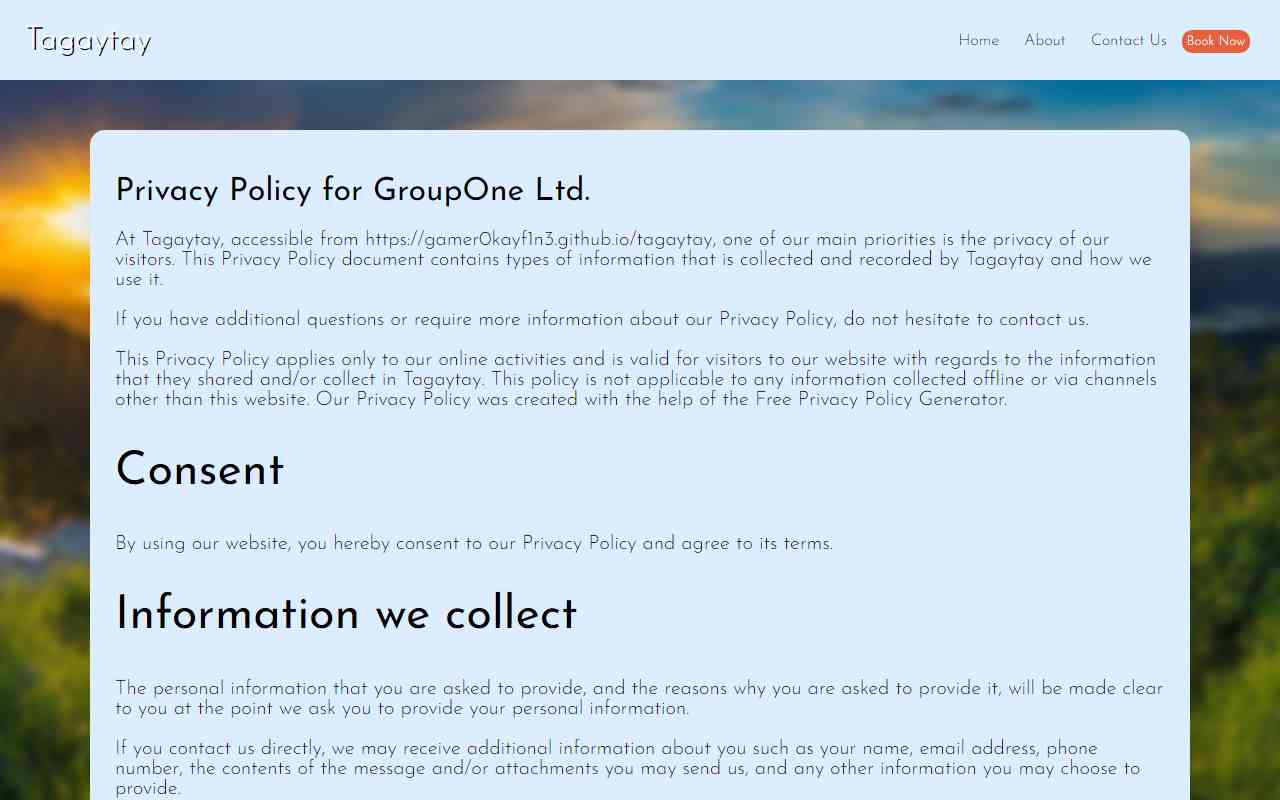 Tagaytay
Home
About
Contact Us
Book Now
Privacy Policy for GroupOne Ltd.
At Tagaytay, accessible from https://gamer0kayf1n3.github.io/tagaytay, one of our main priorities is the privacy of our
visitors. This Privacy Policy document contains types of information that is collected and recorded by Tagaytay and how we
use it.
If you have additional questions or require more information about our Privacy Policy, do not hesitate to contact us.
This Privacy Policy applies only to our online activities and is valid for visitors to our website with regards to the information
that they shared and/or collect in Tagaytay. This policy is not applicable to any information collected offline or via channels
other than this website. Our Privacy Policy was created with the help of the Free Privacy Policy Generator.
Consent
By using our website, you hereby consent to our Privacy Policy and agree to its terms.
Information we collect
The personal information that you are asked to provide, and the reasons why you are asked to provide it, will be made clear
to you at the point we ask you to provide your personal information.
If you contact us directly, we may receive additional information about you such as your name, email address, phone
number, the contents of the message and/or attachments you may send us, and any other information you may choose to
provide.